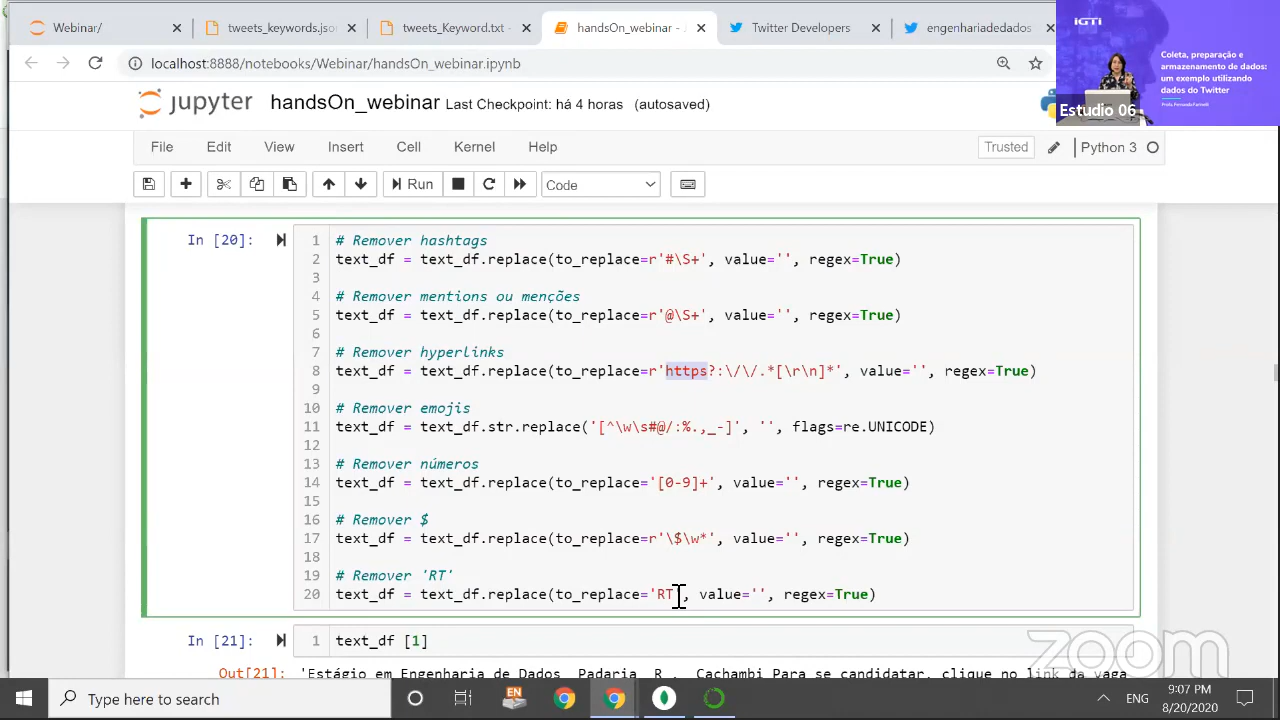 Webinar/
tweets_keywords.jso
tweets_Keyword.txt -
handsOn_webinar - J
Twitter Developers
engenhariadedados
localhost:8888/notebooks/Webinar/handsOn_webinar.ipynb
iGTi
Coleta, preparação e
armazenamento de dados:
um exemplo utilizando
dados do Twitter
Estudio 06
jupyter handsOn_webinar Last Checkpoint: há 4 horas (autosaved)
File Edit View Insert Cell Kernel Help Trusted Python 3
Run Code
In [20]:
1 # Remover hashtags
2 text_df = text_df.replace(to_replace=r'#\S+', value='', regex=True)
3
4 # Remover mentions ou menções
5 text_df = text_df.replace(to_replace=r'@\S+', value='', regex=True)
6
7 # Remover hyperlinks
8 text_df = text_df.replace(to_replace=r'https?:\/\/.*[\r\n]*', value='', regex=True)
9
10 # Remover emojis
11 text_df = text_df.str.replace('[^\w\s#@/:%.,_-]', '', flags=re.UNICODE)
12
13 # Remover números
14 text_df = text_df.replace(to_replace='[0-9]+', value='', regex=True)
15
16 # Remover $
17 text_df = text_df.replace(to_replace=r'\$\w*', value='', regex=True)
18
19 # Remover 'RT'
20 text_df = text_df.replace(to_replace='RT', value='', regex=True)
In [21]: 1 text_df [1]
Out[21]: 'Estágio em Engenharia de Dados Padaria R . Cachambi Para se candidatar, clique no link da vaga
zoom
Type here to search
EN
ENG
9:07 PM
8/20/2020